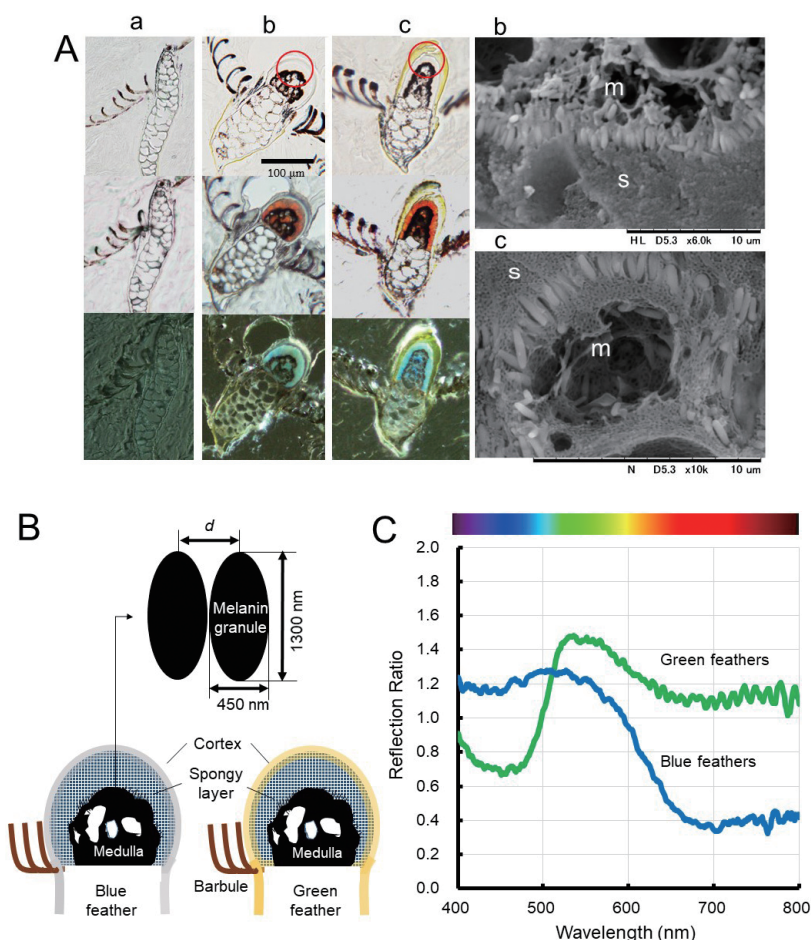 a
b
c
A
100 μm
b
m
s
HL D5.3 x6.0k 10 um
c
s
m
N D5.3 x10k 10 um
B
d
Melanin
granule
1300 nm
450 nm
Cortex
Spongy
layer
Medulla
Medulla
Blue
feather
Barbule
Green
feather
C
2.0
1.8
1.6
1.4
1.2
1.0
0.8
0.6
0.4
0.2
0.0
Reflection Ratio
Green feathers
Blue feathers
400 500 600 700 800
Wavelength (nm)